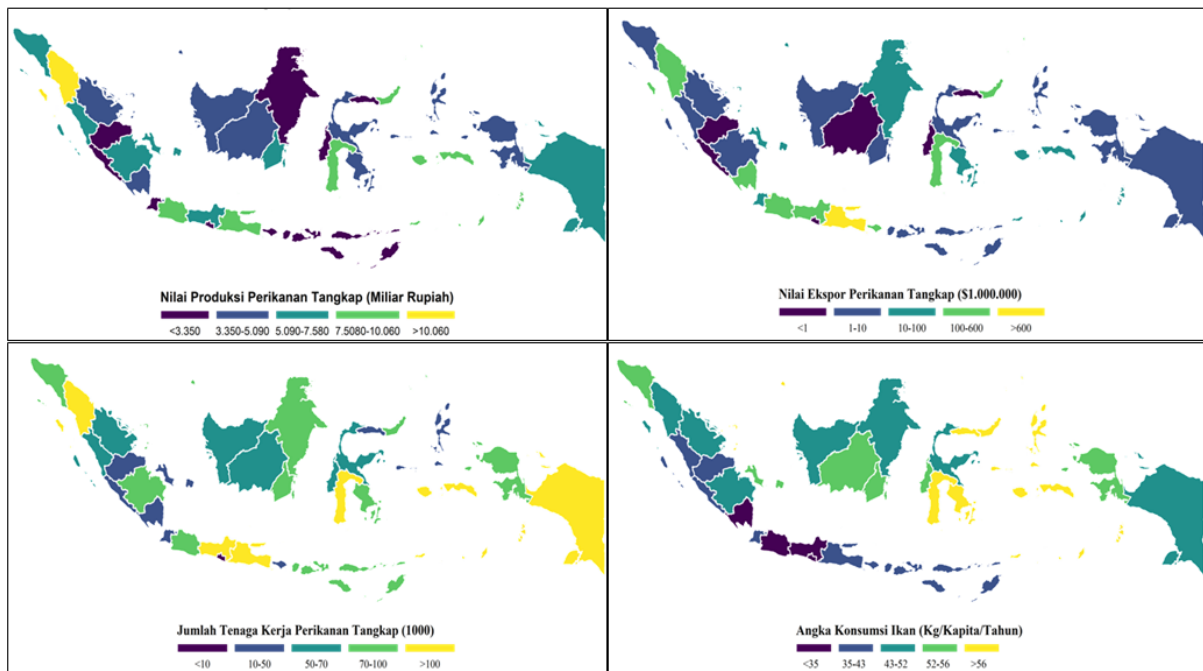 Nilai Produksi Perikanan Tangkap (Miliar Rupiah)
<3.350 3.350-5.090 5.090-7.580 7.5080-10.060 >10.060
Nilai Ekspor Perikanan Tangkap ($1.000.000)
<1 1-10 10-100 100-600 >600
Jumlah Tenaga Kerja Perikanan Tangkap (1000)
<10 10-50 50-70 70-100 >100
Angka Konsumsi Ikan (Kg/Kapita/Tahun)
<35 35-43 43-52 52-56 >56